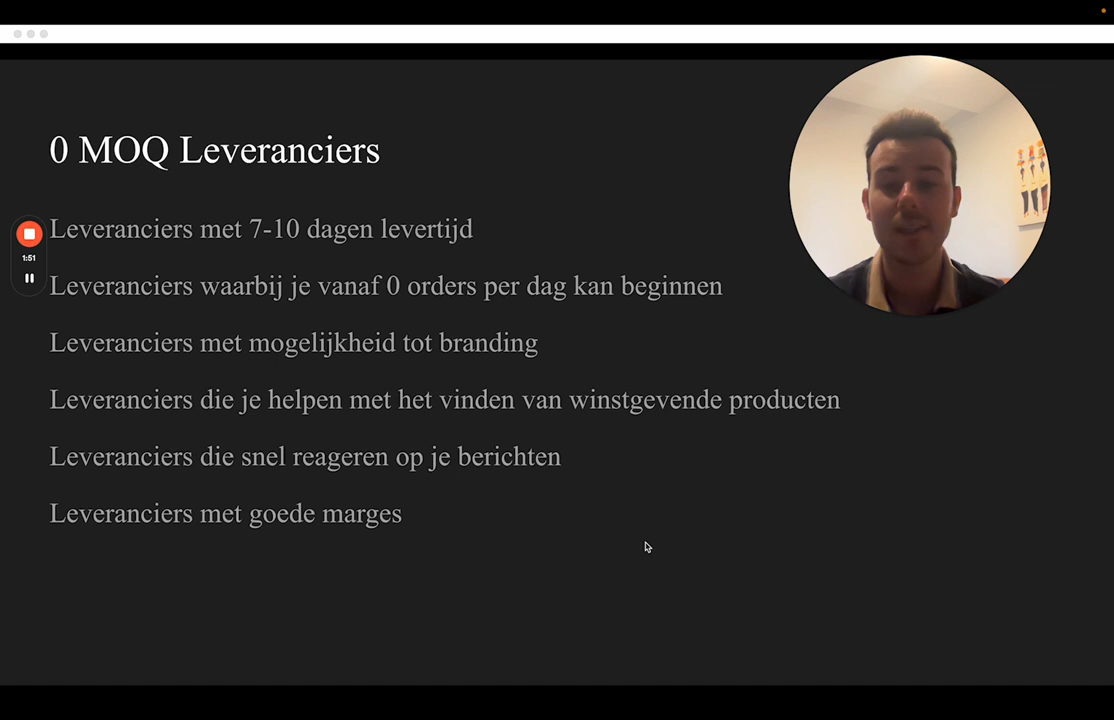 0 MOQ Leveranciers
Leveranciers met 7-10 dagen levertijd
1:51
Leveranciers waarbij je vanaf 0 orders per dag kan beginnen
Leveranciers met mogelijkheid tot branding
Leveranciers die je helpen met het vinden van winstgevende producten
Leveranciers die snel reageren op je berichten
Leveranciers met goede marges